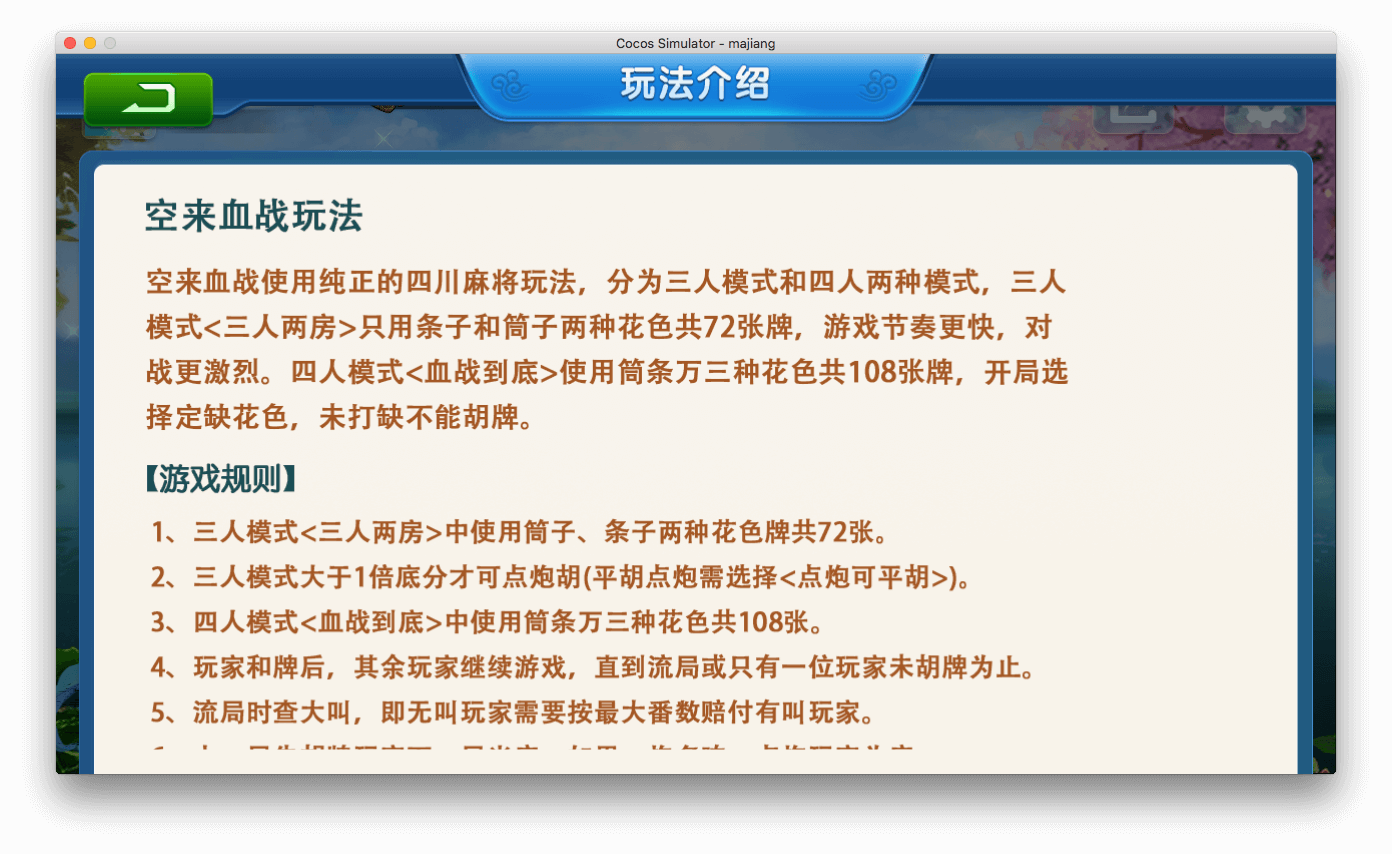 Cocos Simulator - majiang
玩法介绍
空来血战玩法
空来血战使用纯正的四川麻将玩法，分为三人模式和四人两种模式，三人
模式<三人两房>只用条子和筒子两种花色共72张牌，游戏节奏更快，对
战更激烈。四人模式<血战到底>使用筒条万三种花色共108张牌，开局选
择定缺花色，未打缺不能胡牌。
【游戏规则】
1、三人模式<三人两房>中使用筒子、条子两种花色牌共72张。
2、三人模式大于1倍底分才可点炮胡(平胡点炮需选择<点炮可平胡>)。
3、四人模式<血战到底>中使用筒条万三种花色共108张。
4、玩家和牌后，其余玩家继续游戏，直到流局或只有一位玩家未胡牌为止。
5、流局时查大叫，即无叫玩家需要按最大番数赔付有叫玩家。